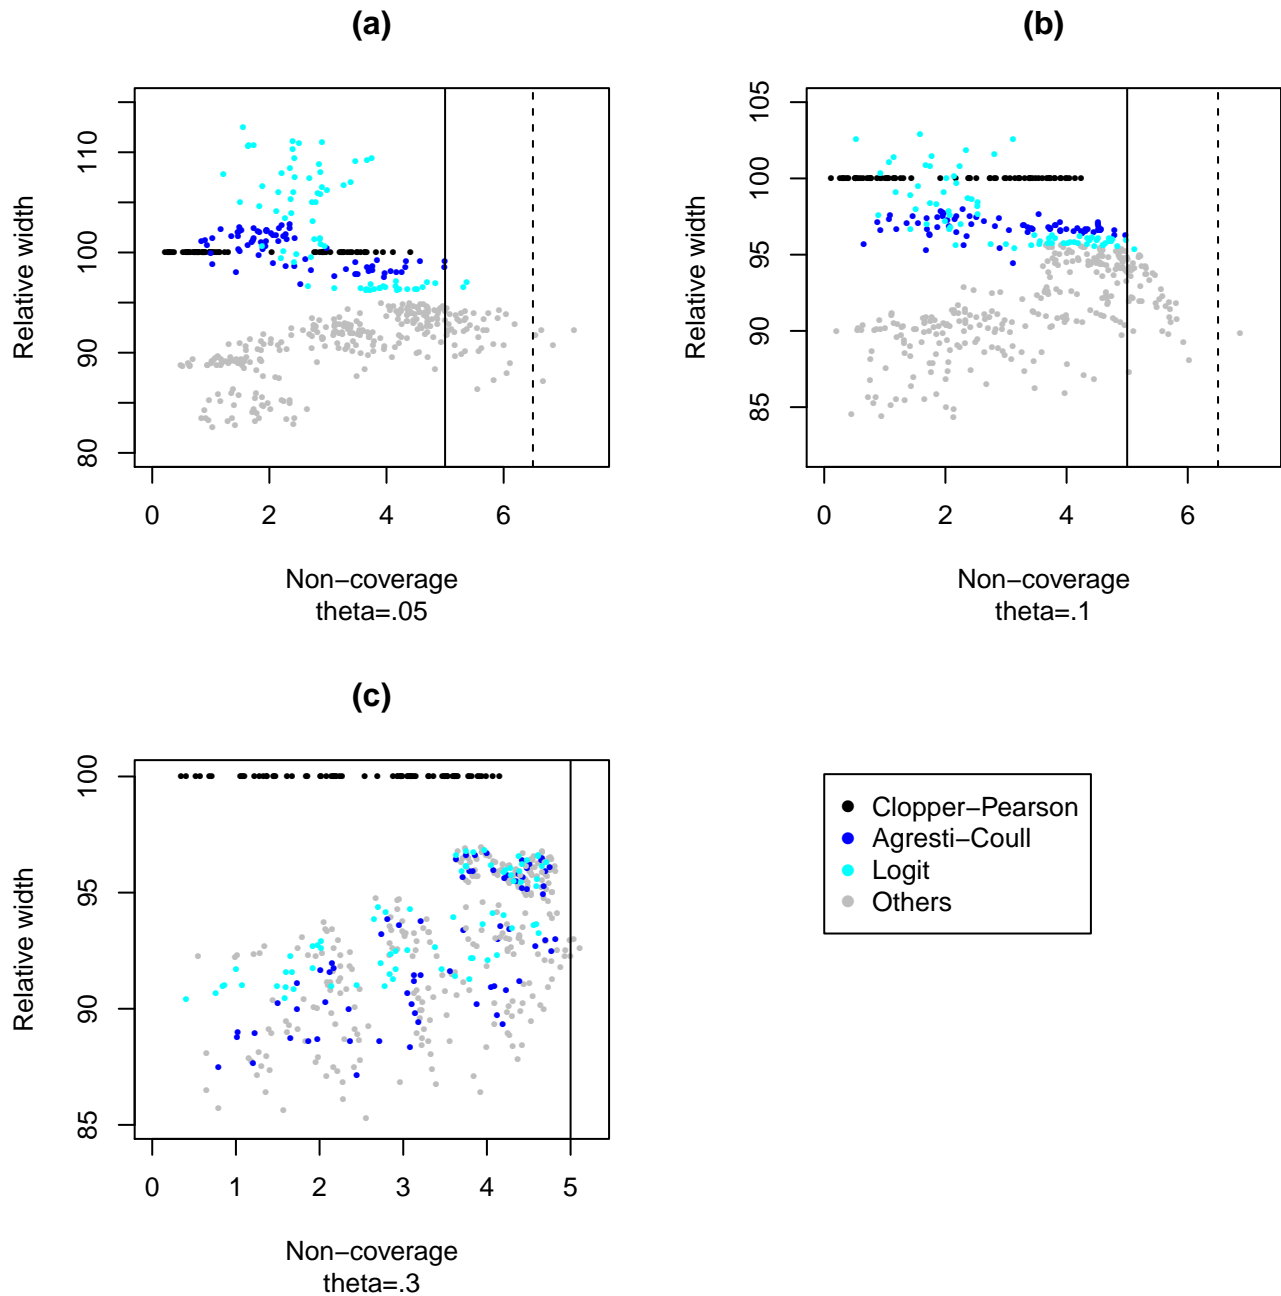 (a)
Relative width
80
90
100
110
0
2
4
6
Non−coverage
theta=.05
(b)
Relative width
85
90
95
100
105
0
2
4
6
Non−coverage
theta=.1
(c)
Relative width
85
90
95
100
0
1
2
3
4
5
Non−coverage
theta=.3
Clopper−Pearson
Agresti−Coull
Logit
Others